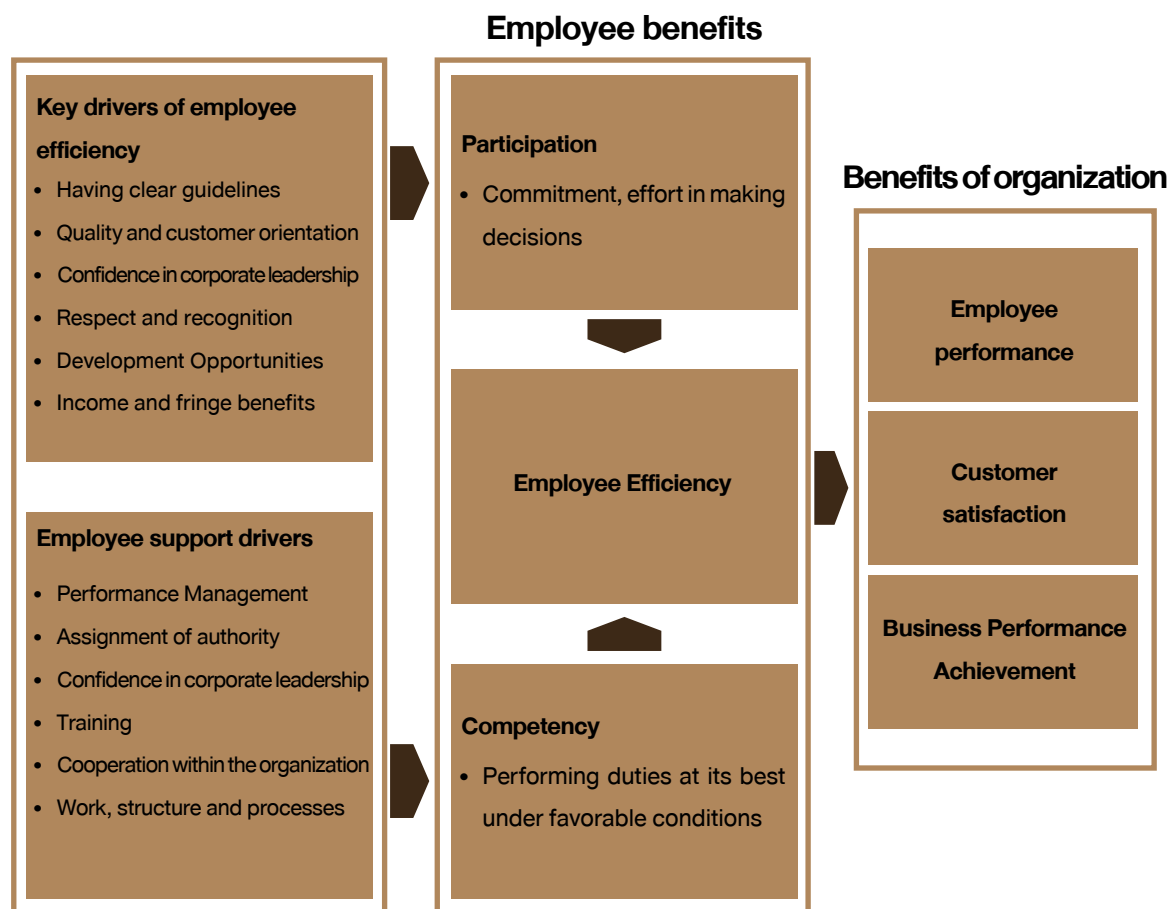 Employee benefits
Key drivers of employee
efficiency
• Having clear guidelines
• Quality and customer orientation
• Confidence in corporate leadership
• Respect and recognition
• Development Opportunities
• Income and fringe benefits
Employee support drivers
• Performance Management
• Assignment of authority
• Confidence in corporate leadership
• Training
• Cooperation within the organization
• Work, structure and processes
Participation
• Commitment, effort in making
decisions
Employee Efficiency
Competency
• Performing duties at its best
under favorable conditions
Benefits of organization
Employee
performance
Customer
satisfaction
Business Performance
Achievement